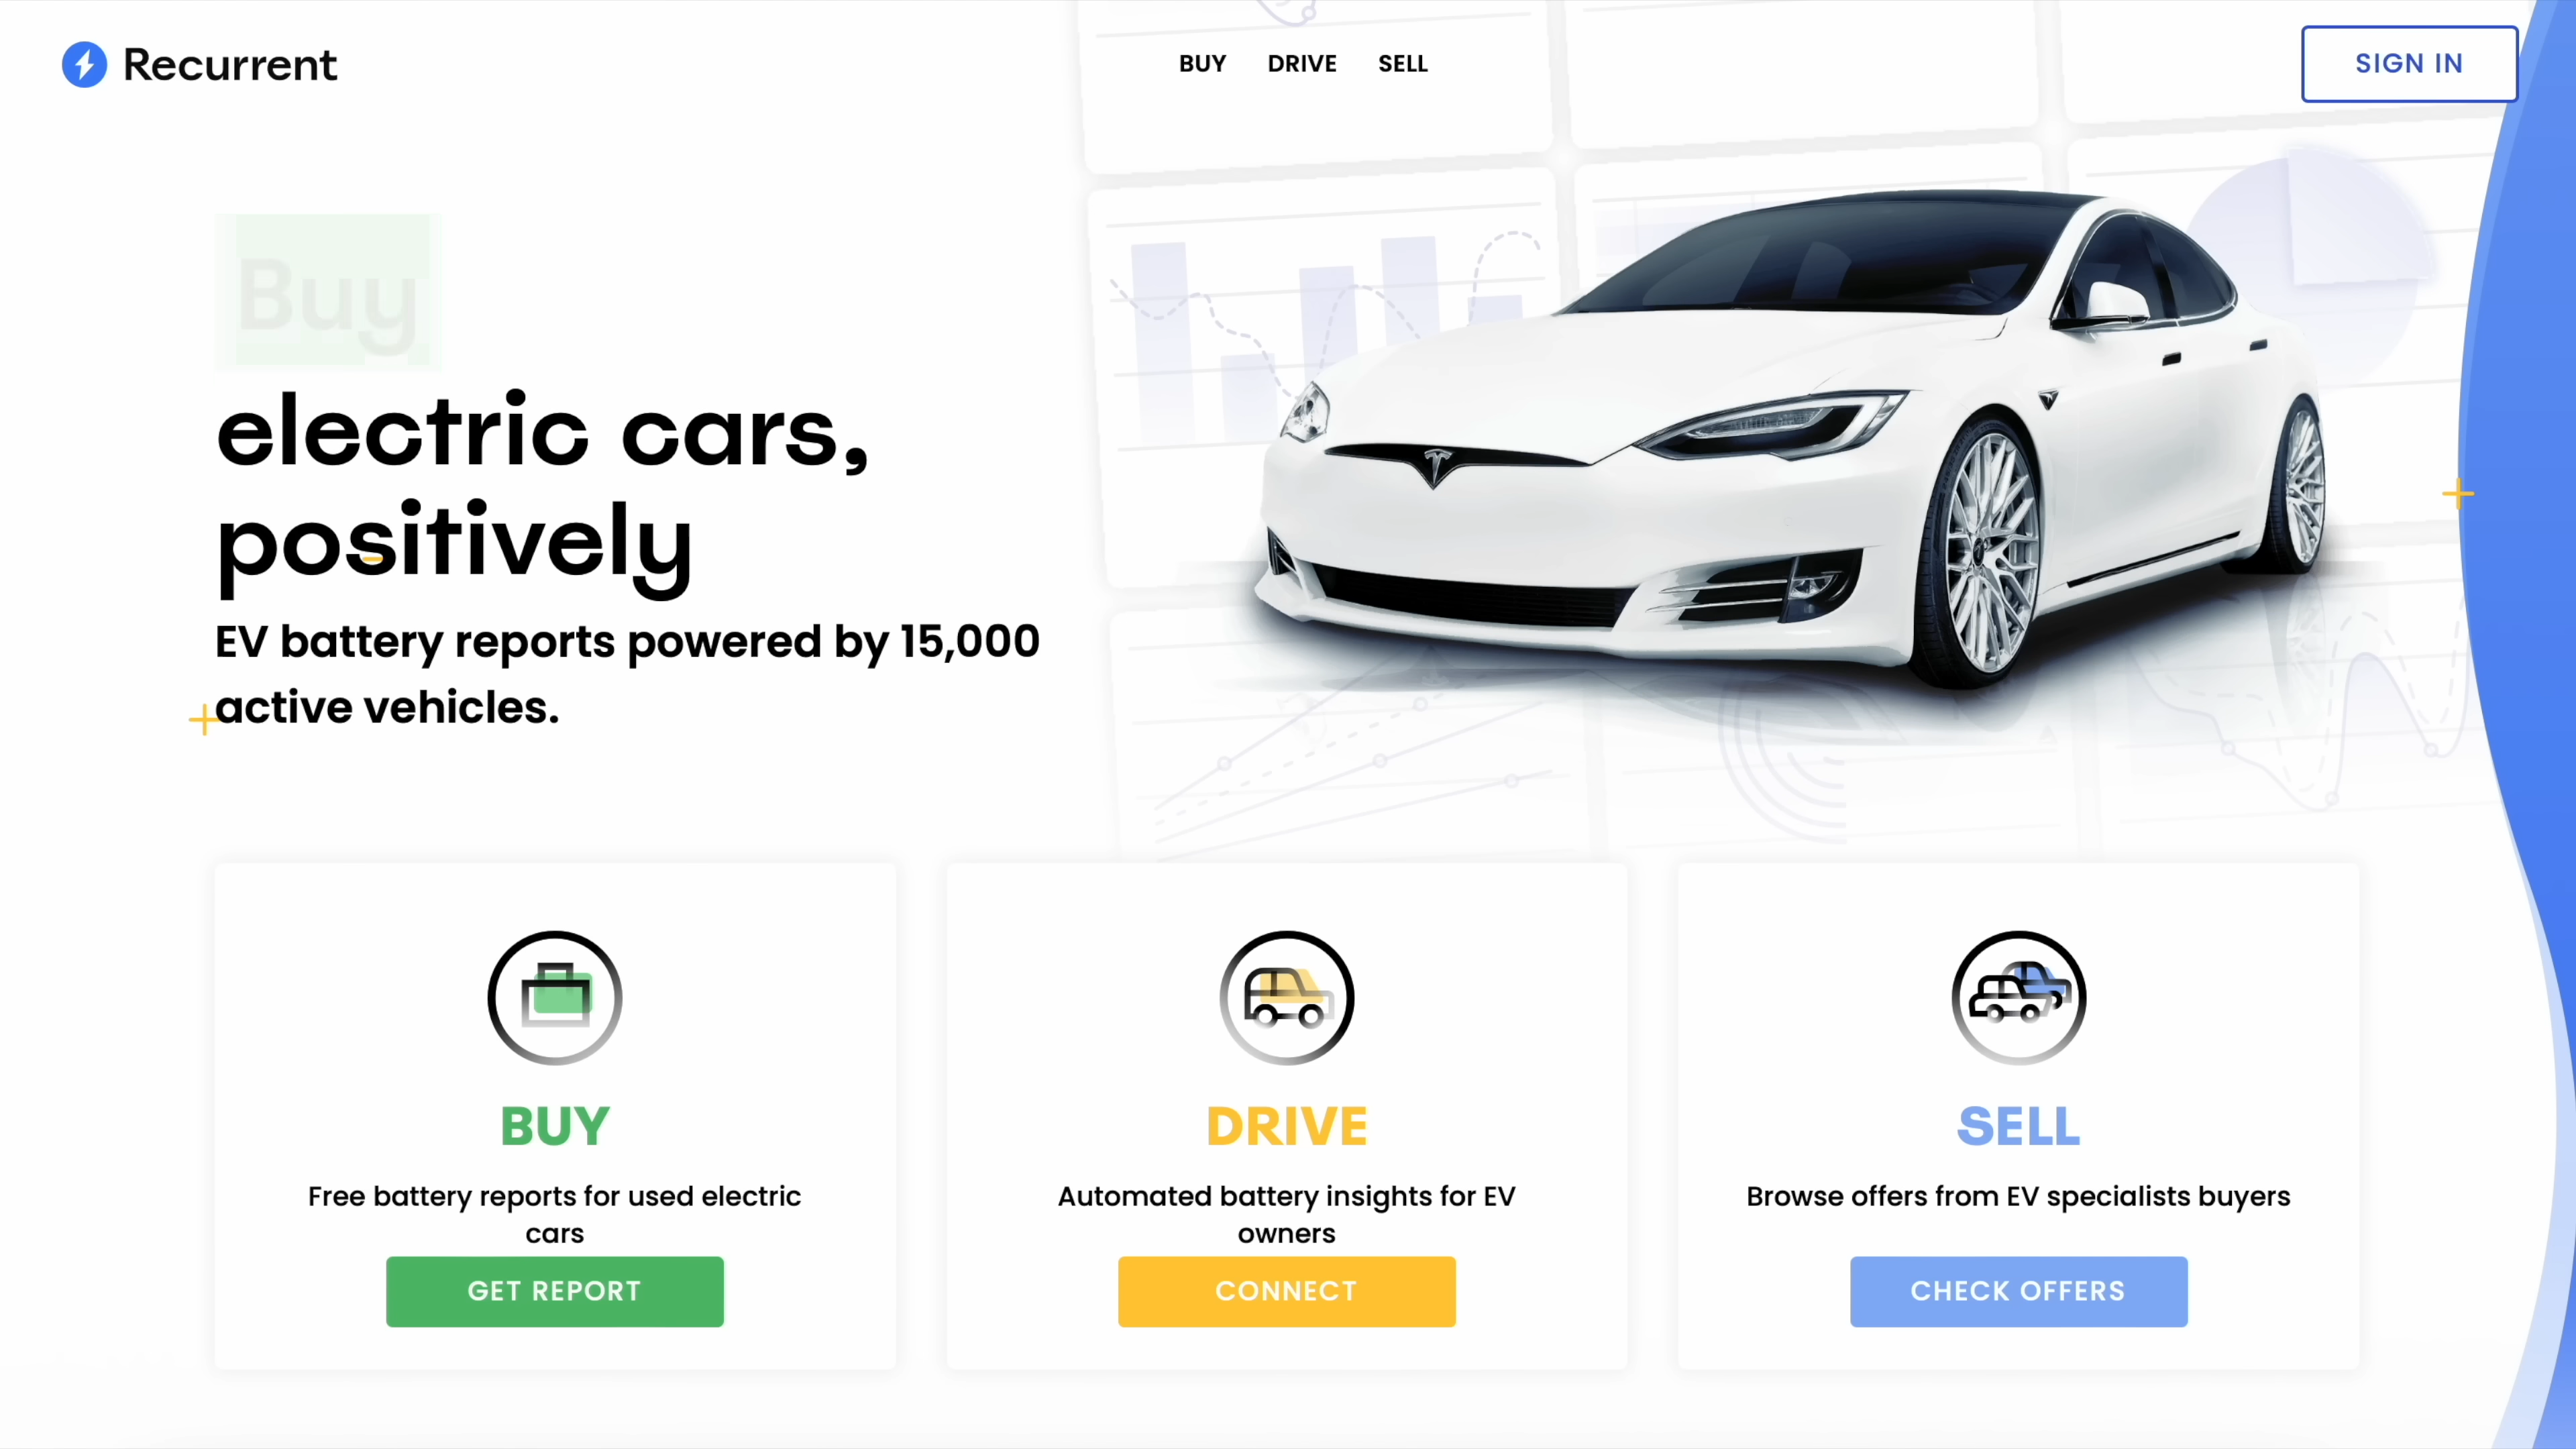 Recurrent
BUY DRIVE SELL
SIGN IN
Buy
electric cars,
positively
EV battery reports powered by 15,000
active vehicles.
BUY
Free battery reports for used electric
cars
GET REPORT
DRIVE
Automated battery insights for EV
owners
CONNECT
SELL
Browse offers from EV specialists buyers
CHECK OFFERS